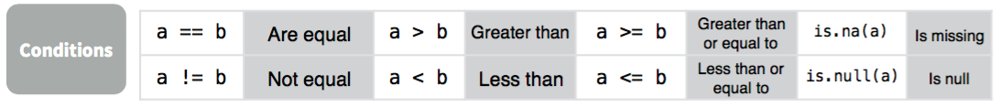 Conditions
a == b Are equal a > b Greater than a >= b Greater than or equal to is.na(a) Is missing
a != b Not equal a < b Less than a <= b Less than or equal to is.null(a) Is null